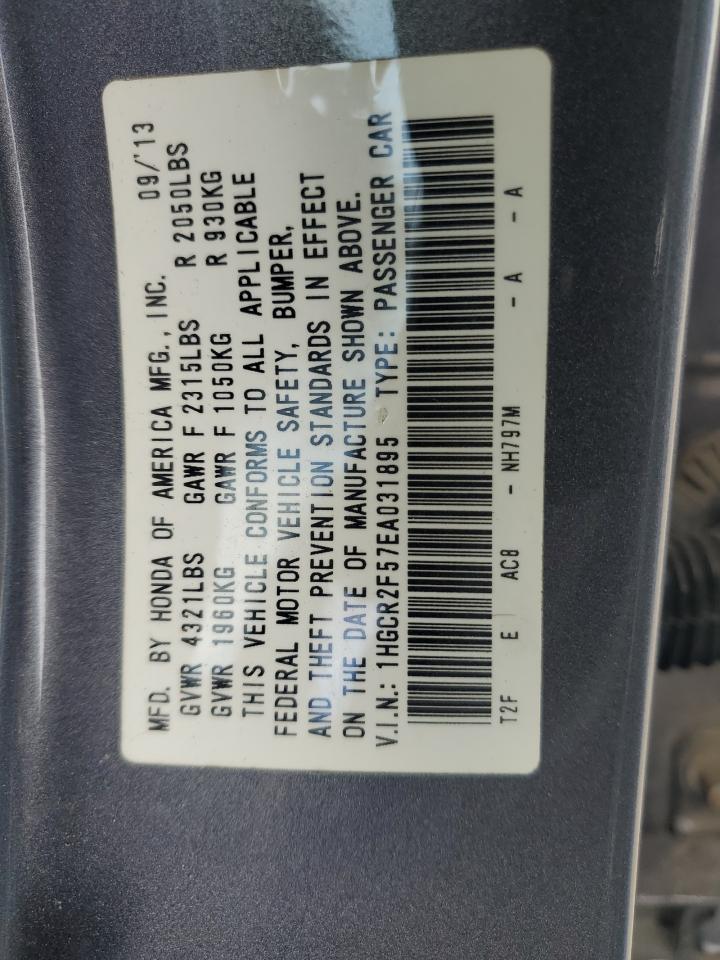 MFD. BY HONDA OF AMERICA MFG., INC. 09/'13
GVWR 4321LBS GAWR F 2315LBS R 2050LBS
GVWR 1960KG GAWR F 1050KG R 930KG
THIS VEHICLE CONFORMS TO ALL APPLICABLE
FEDERAL MOTOR VEHICLE SAFETY, BUMPER,
AND THEFT PREVENTION STANDARDS IN EFFECT
ON THE DATE OF MANUFACTURE SHOWN ABOVE.
V.I.N.: 1HGCR2F57EA031895 TYPE: PASSENGER CAR
T2F E AC8 - NH797M - A - A